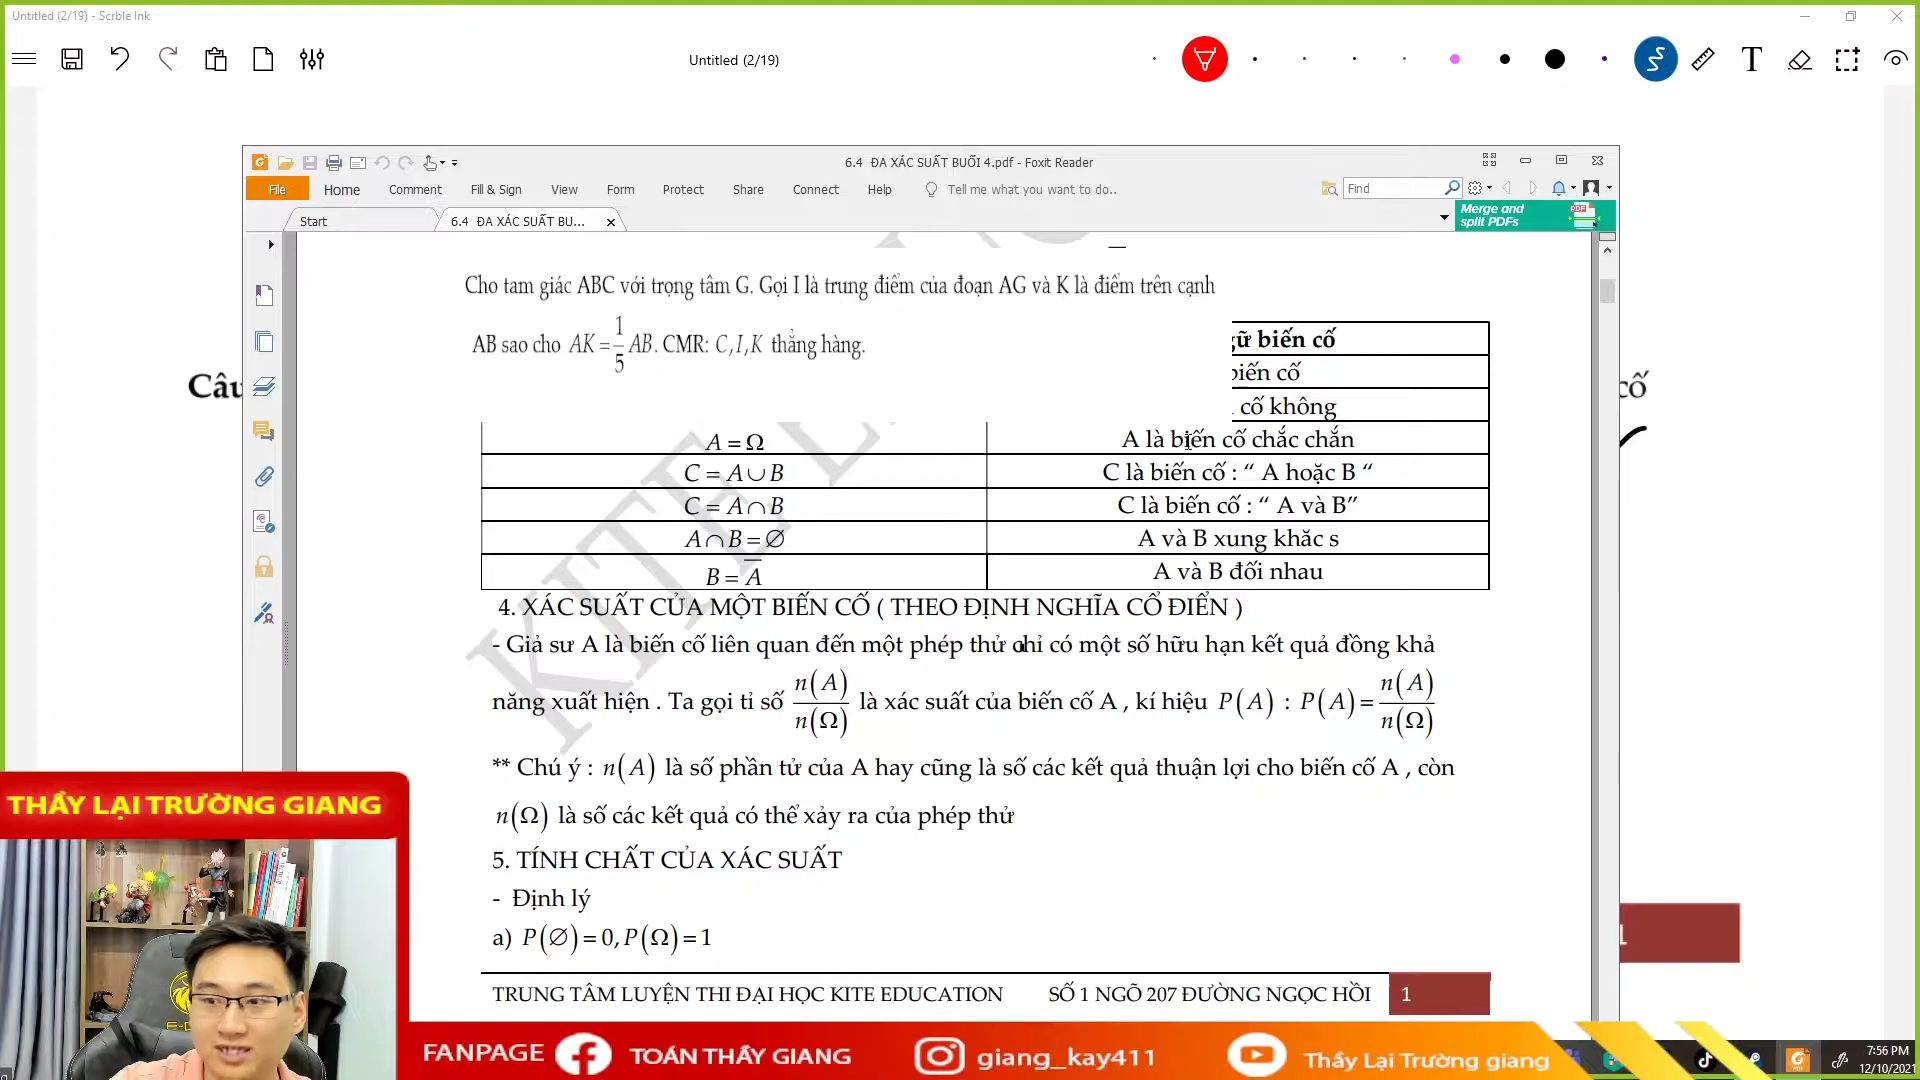 Untitled (2/19) - Scrble Ink
Untitled (2/19)
T
6.4 ĐA XÁC SUẤT BUỔI 4.pdf - Foxit Reader
File Home Comment Fill & Sign View Form Protect Share Connect Help Tell me what you want to do.. Find
Start 6.4 ĐA XÁC SUẤT BU... Merge and
split PDFs
Cho tam giác ABC với trọng tâm G. Gọi I là trung điểm của đoạn AG và K là điểm trên cạnh
AB sao cho AK = 1/5 AB. CMR: C, I, K thẳng hàng.
Câu
cố
gữ biến cố
biến cố
cố không
A = Ω A là biến cố chắc chắn
C = A ∪ B C là biến cố : “ A hoặc B “
C = A ∩ B C là biến cố : “ A và B”
A ∩ B = ∅ A và B xung khăc s
B = A̅ A và B đối nhau
4. XÁC SUẤT CỦA MỘT BIẾN CỐ ( THEO ĐỊNH NGHĨA CỔ ĐIỂN )
- Giả sư A là biến cố liên quan đến một phép thử chỉ có một số hữu hạn kết quả đồng khả
năng xuất hiện . Ta gọi tỉ số n(A)/n(Ω) là xác suất của biến cố A , kí hiệu P(A) : P(A) = n(A)/n(Ω)
** Chú ý : n(A) là số phần tử của A hay cũng là số các kết quả thuận lợi cho biến cố A , còn
n(Ω) là số các kết quả có thể xảy ra của phép thử
5. TÍNH CHẤT CỦA XÁC SUẤT
- Định lý
a) P(∅) = 0, P(Ω) = 1
TRUNG TÂM LUYỆN THI ĐẠI HỌC KITE EDUCATION SỐ 1 NGÕ 207 ĐƯỜNG NGỌC HỒI 1
THẦY LẠI TRƯỜNG GIANG
FANPAGE TOÁN THẦY GIANG giang_kay411 Thầy Lại Trường giang
7:56 PM
12/10/2021